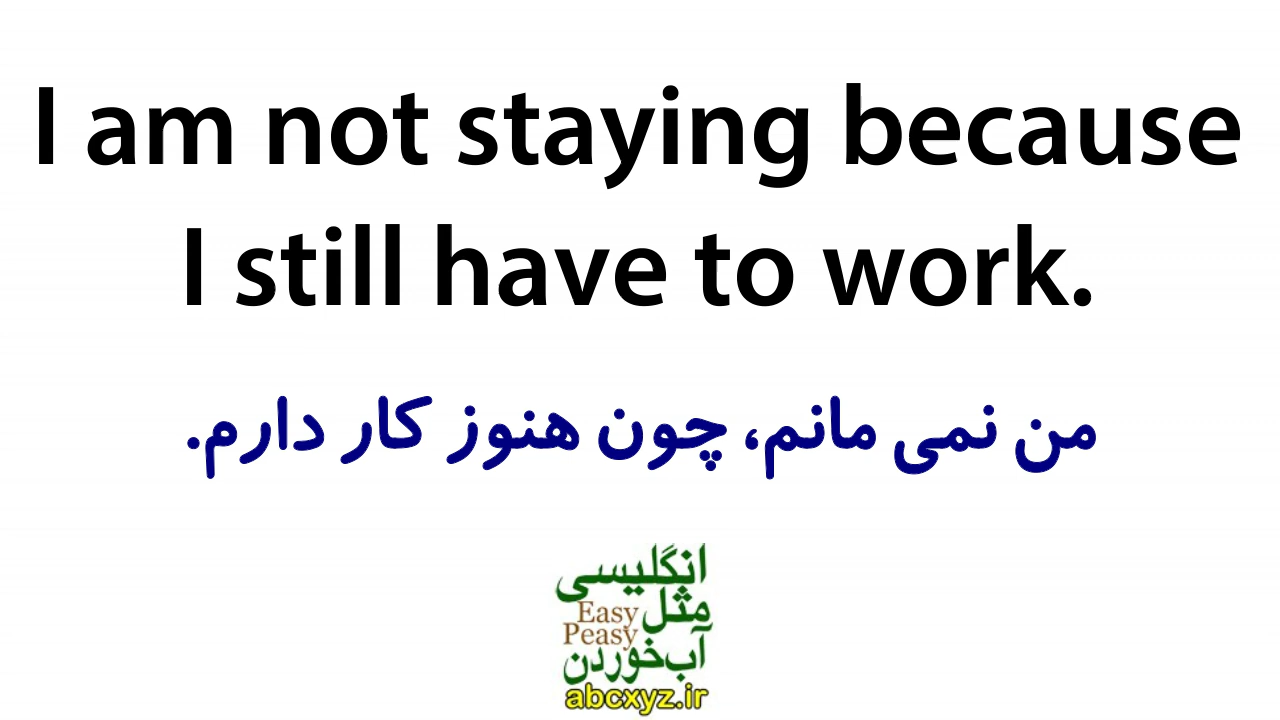 I am not staying because
I still have to work.
من نمی مانم، چون هنوز کار دارم.
انگلیسی
مثل
Easy
Peasy
آب‌خوردن
abcxyz.ir